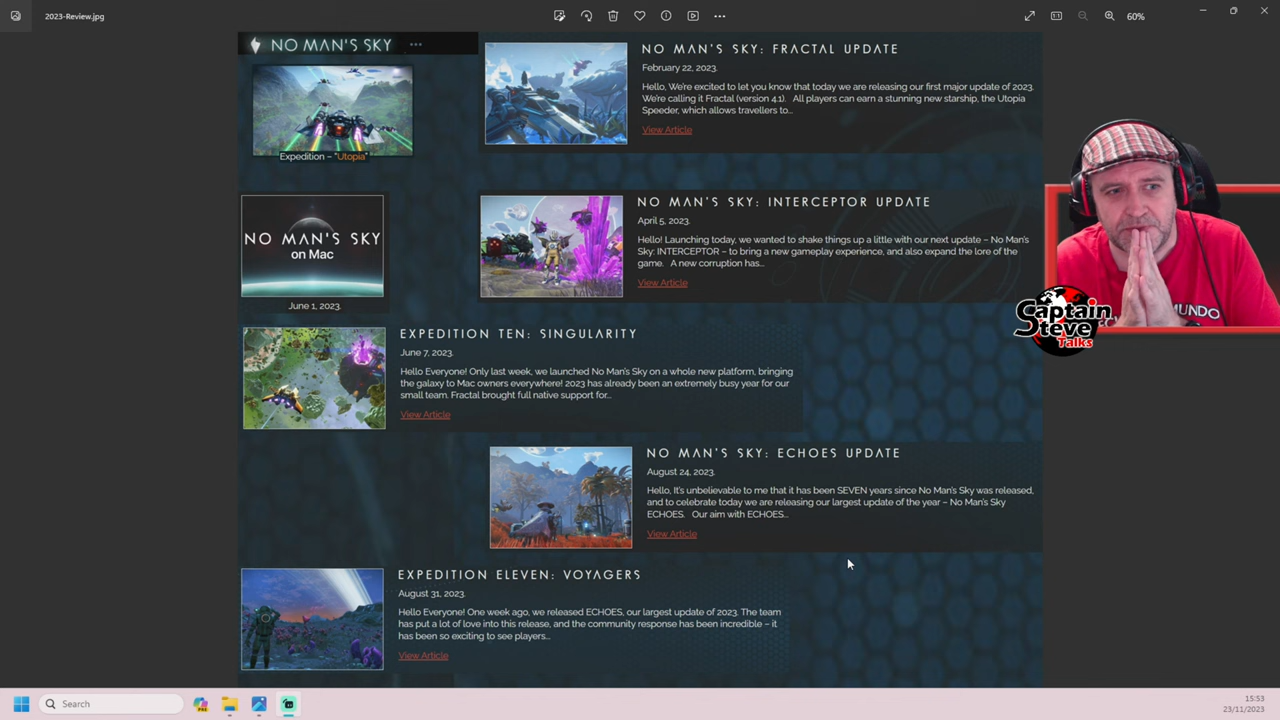 2023-Review.jpg
60%
NO MAN'S SKY
Expedition ~ "Utopia"
NO MAN'S SKY: FRACTAL UPDATE
February 22, 2023.
Hello, We're excited to let you know that today we are releasing our first major update of 2023.
We're calling it Fractal (version 4.1).   All players can earn a stunning new starship, the Utopia
Speeder, which allows travellers to...
View Article
NO MAN'S SKY
on Mac
June 1, 2023.
NO MAN'S SKY: INTERCEPTOR UPDATE
April 5, 2023.
Hello! Launching today, we wanted to shake things up a little with our next update – No Man's
Sky: INTERCEPTOR – to bring a new gameplay experience, and also expand the lore of the
game.   A new corruption has...
View Article
EXPEDITION TEN: SINGULARITY
June 7, 2023.
Hello Everyone! Only last week, we launched No Man's Sky on a whole new platform, bringing
the galaxy to Mac owners everywhere! 2023 has already been an extremely busy year for our
small team. Fractal brought full native support for...
View Article
NO MAN'S SKY: ECHOES UPDATE
August 24, 2023.
Hello, It's unbelievable to me that it has been SEVEN years since No Man's Sky was released,
and to celebrate today we are releasing our largest update of the year – No Man's Sky
ECHOES.   Our aim with ECHOES...
View Article
EXPEDITION ELEVEN: VOYAGERS
August 31, 2023.
Hello Everyone! One week ago, we released ECHOES, our largest update of 2023. The team
has put a lot of love into this release, and the community response has been incredible – it
has been so exciting to see players...
View Article
Captain
Steve
Talks
MUNDO
Search
15:53
23/11/2023